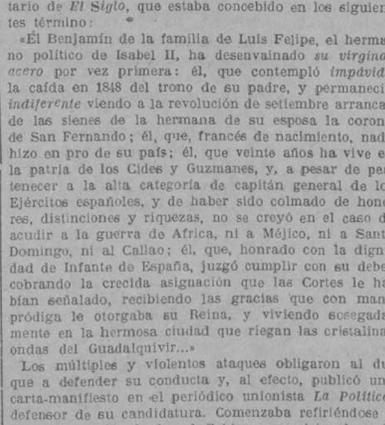 tario de El Siglo, que estaba concebido en los siguien
tes término:
«Él Benjamín de la familia de Luis Felipe, el herma
no político de Isabel II, ha desenvainado su virgina
acero por vez primera: él, que contempló impávid
la caída en 1848 del trono de su padre, y permaneci
indiferente viendo a la revolución de setiembre arranca
de las sienes de la hermana de su esposa la coron
de San Fernando; él, que, francés de nacimiento, nad
hizo en pro de su país; él, que veinte años ha vive e
la patria de los Cides y Guzmanes, y, a pesar de pe
tenecer a la alta categoría de capitán general de lo
Ejércitos españoles, y de haber sido colmado de hono
res, distinciones y riquezas, no se creyó en el caso d
acudir a la guerra de Africa, ni a Méjico, ni a Sant
Domingo, ni al Callao; él, que, honrado con la digni
dad de Infante de España, juzgó cumplir con su debe
cobrando la crecida asignación que las Cortes le ha
bían señalado, recibiendo las gracias que con man
pródiga le otorgaba su Reina, y viviendo sosegada
mente en la hermosa ciudad que riegan las cristalina
ondas del Guadalquivir...»
Los múltiples y violentos ataques obligaron al du
que a defender su conducta y, al efecto, publicó un
carta-manifiesto en el periódico unionista La Polític
defensor de su candidatura. Comenzaba refiriéndose